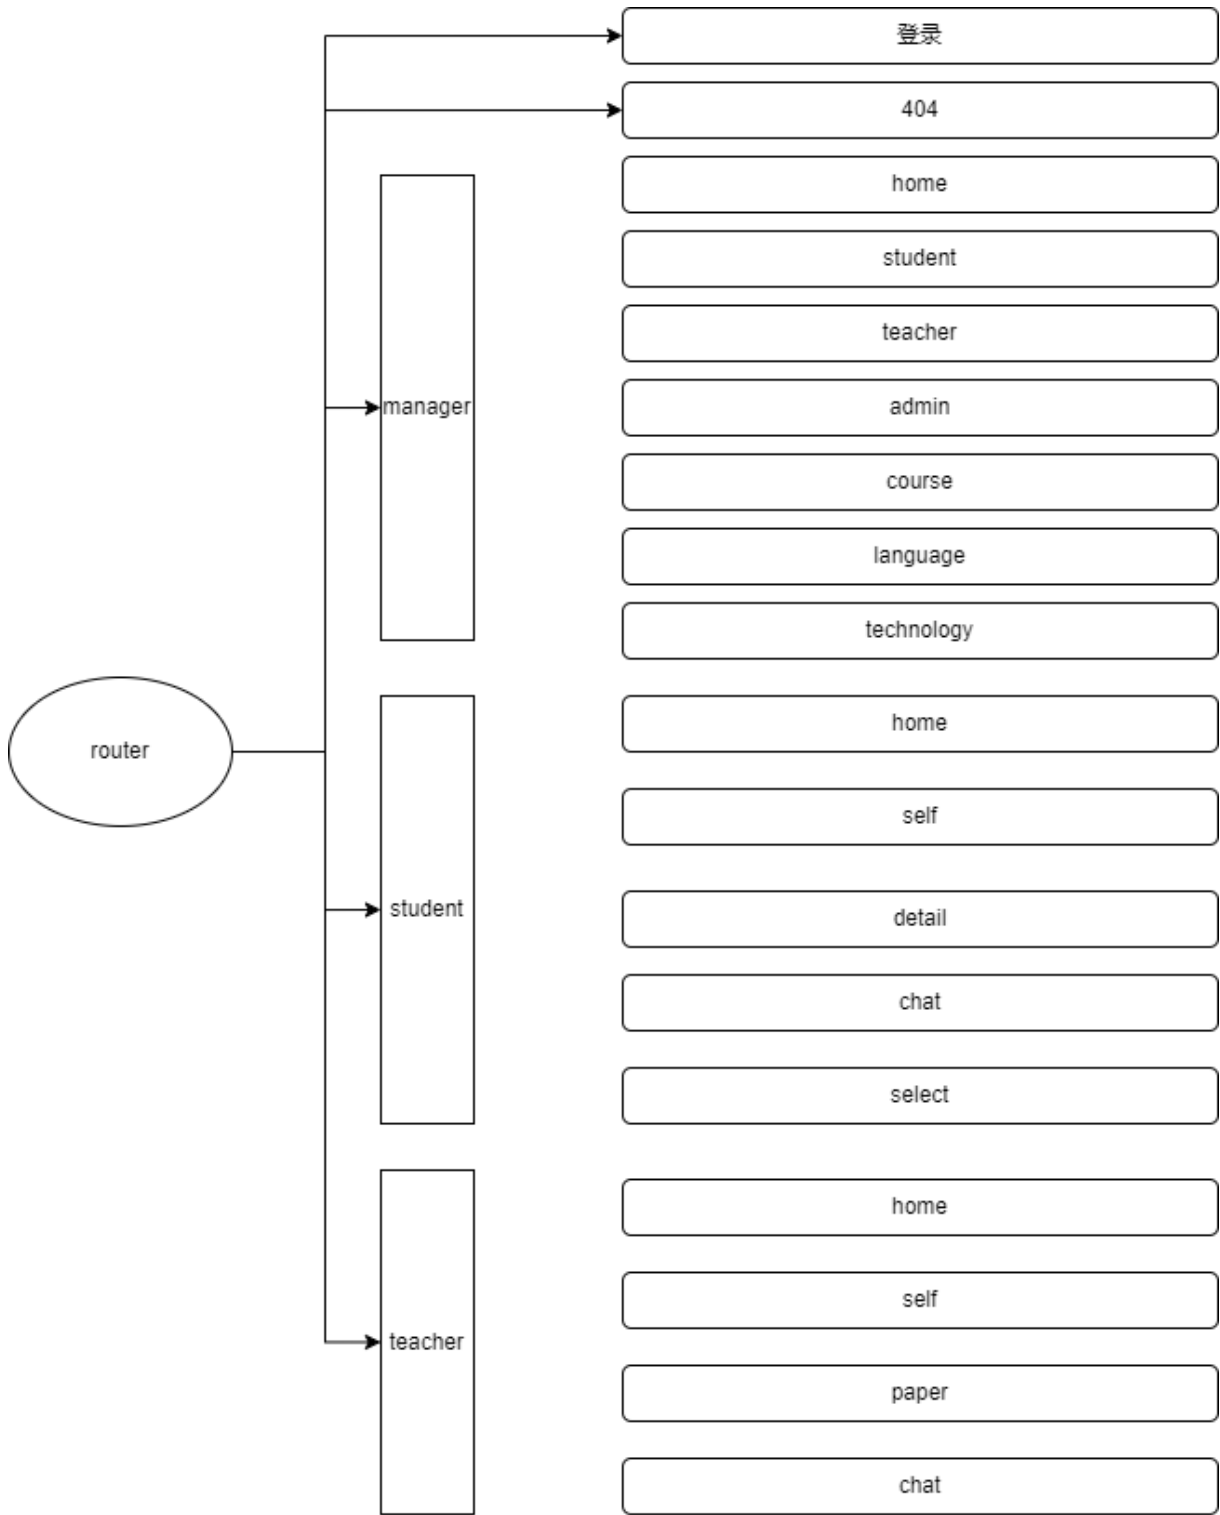 登录
404
home
student
teacher
manager
admin
course
language
technology
router
home
self
student
detail
chat
select
home
self
teacher
paper
chat